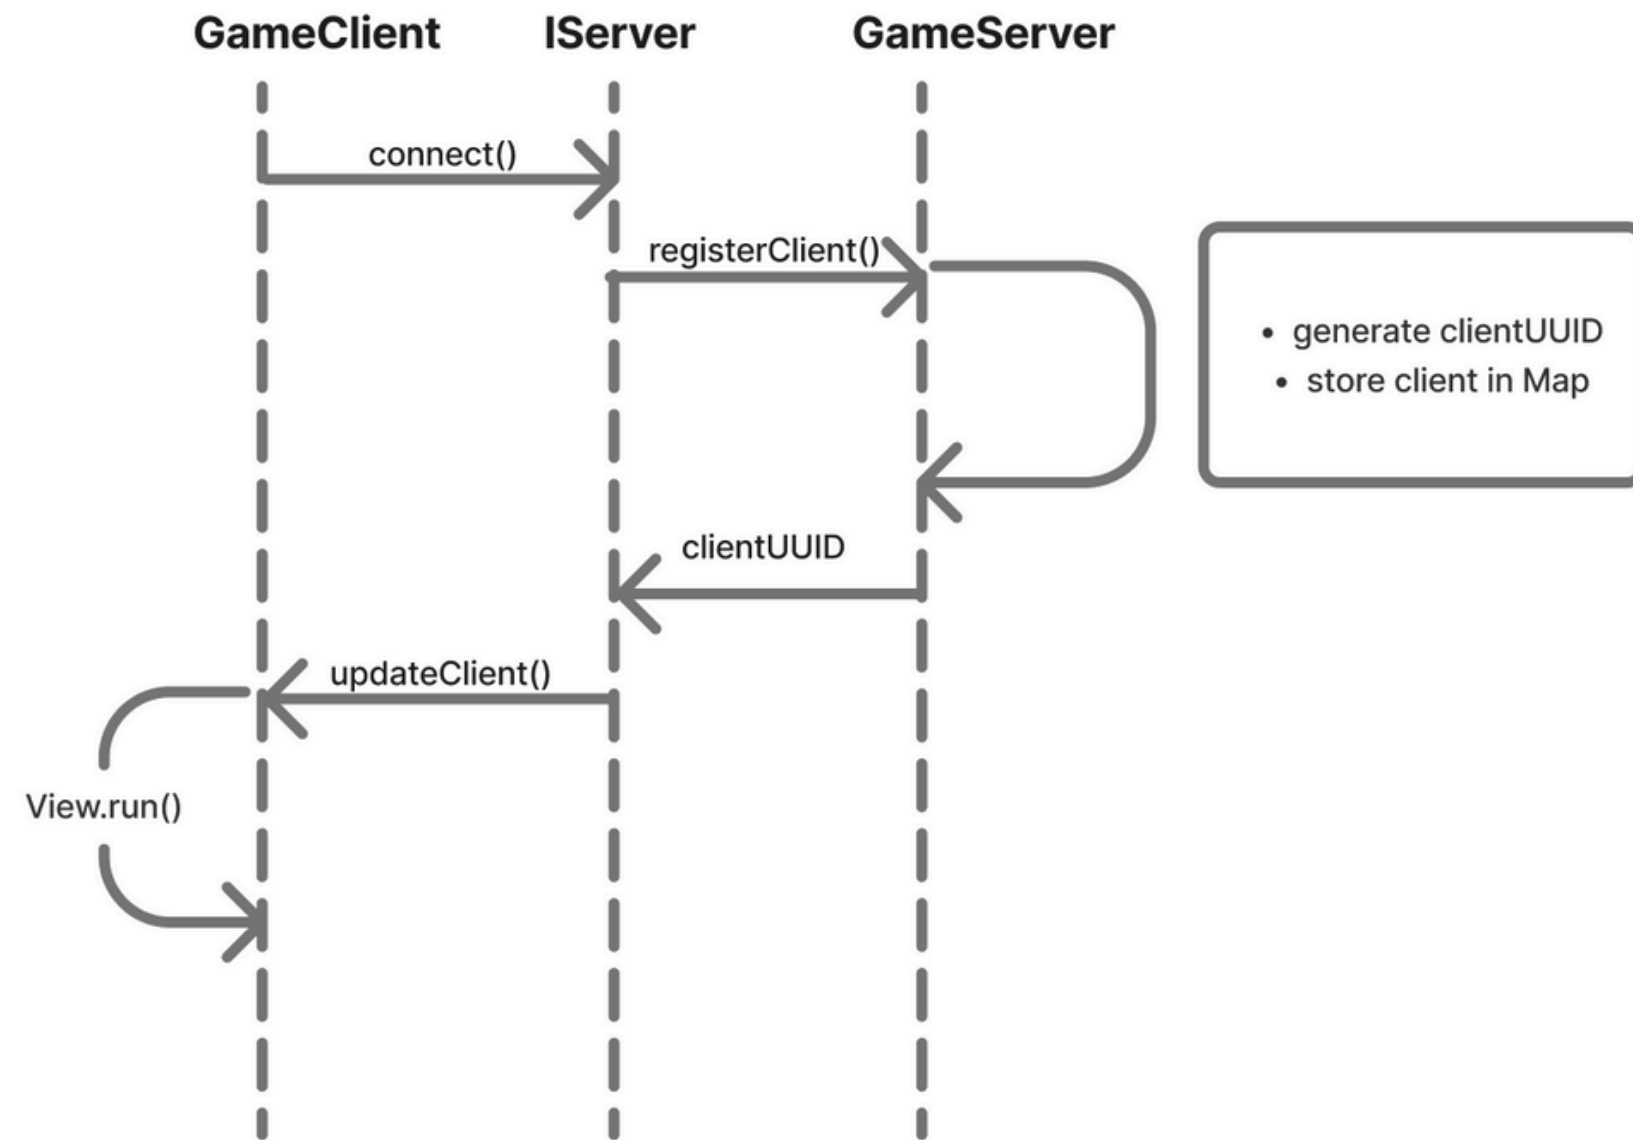 GameClient IServer GameServer
connect()
registerClient()
• generate clientUUID
• store client in Map
clientUUID
updateClient()
View.run()